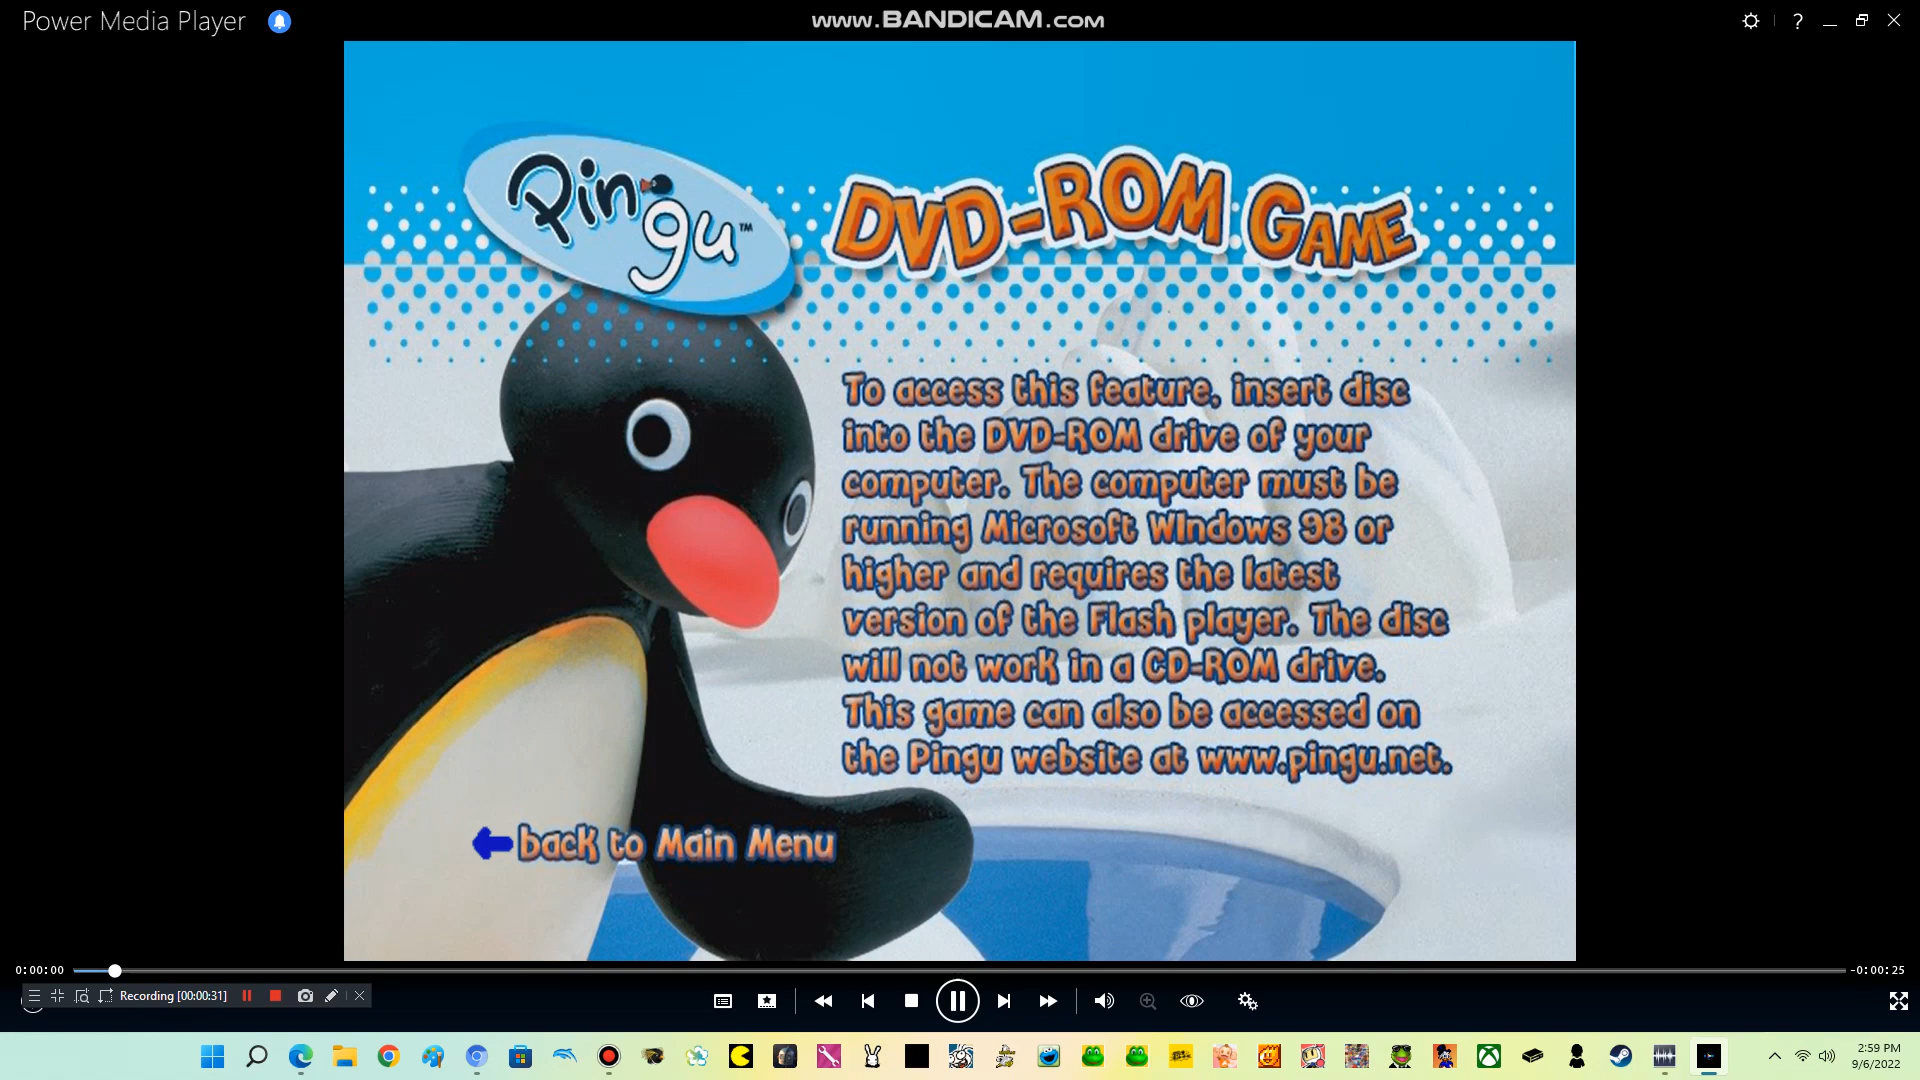 Power Media Player
www.BANDICAM.com
Pingu™
DVD-ROM GAME
To access this feature, insert disc
into the DVD-ROM drive of your
computer. The computer must be
running Microsoft WIndows 98 or
higher and requires the latest
version of the Flash player. The disc
will not work in a CD-ROM drive.
This game can also be accessed on
the Pingu website at www.pingu.net.
back to Main Menu
0:00:00
-0:00:25
Recording [00:00:31]
2:59 PM
9/6/2022